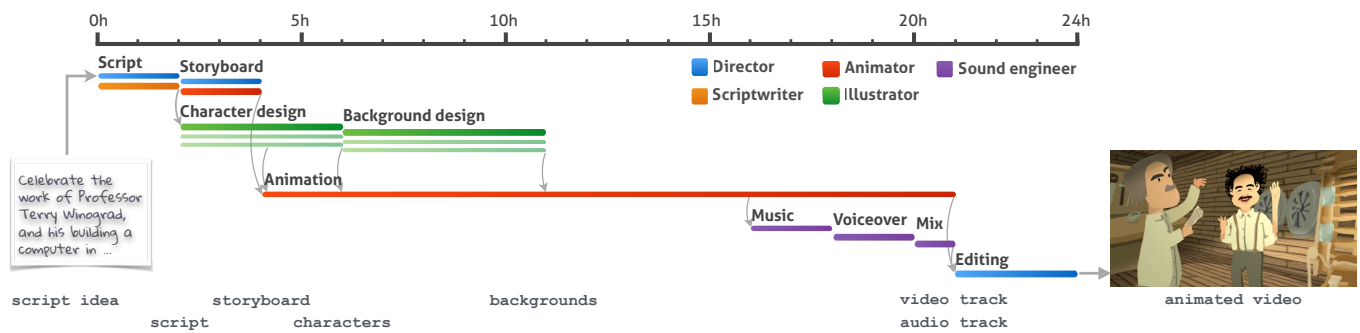 0h 5h 10h 15h 20h 24h
Script Storyboard
Director Animator Sound engineer
Scriptwriter Illustrator
Character design Background design
Animation
Celebrate the
work of Professor
Terry Winograd,
and his building a
computer in ...
Music Voiceover Mix
Editing
script idea storyboard backgrounds video track animated video
script characters audio track